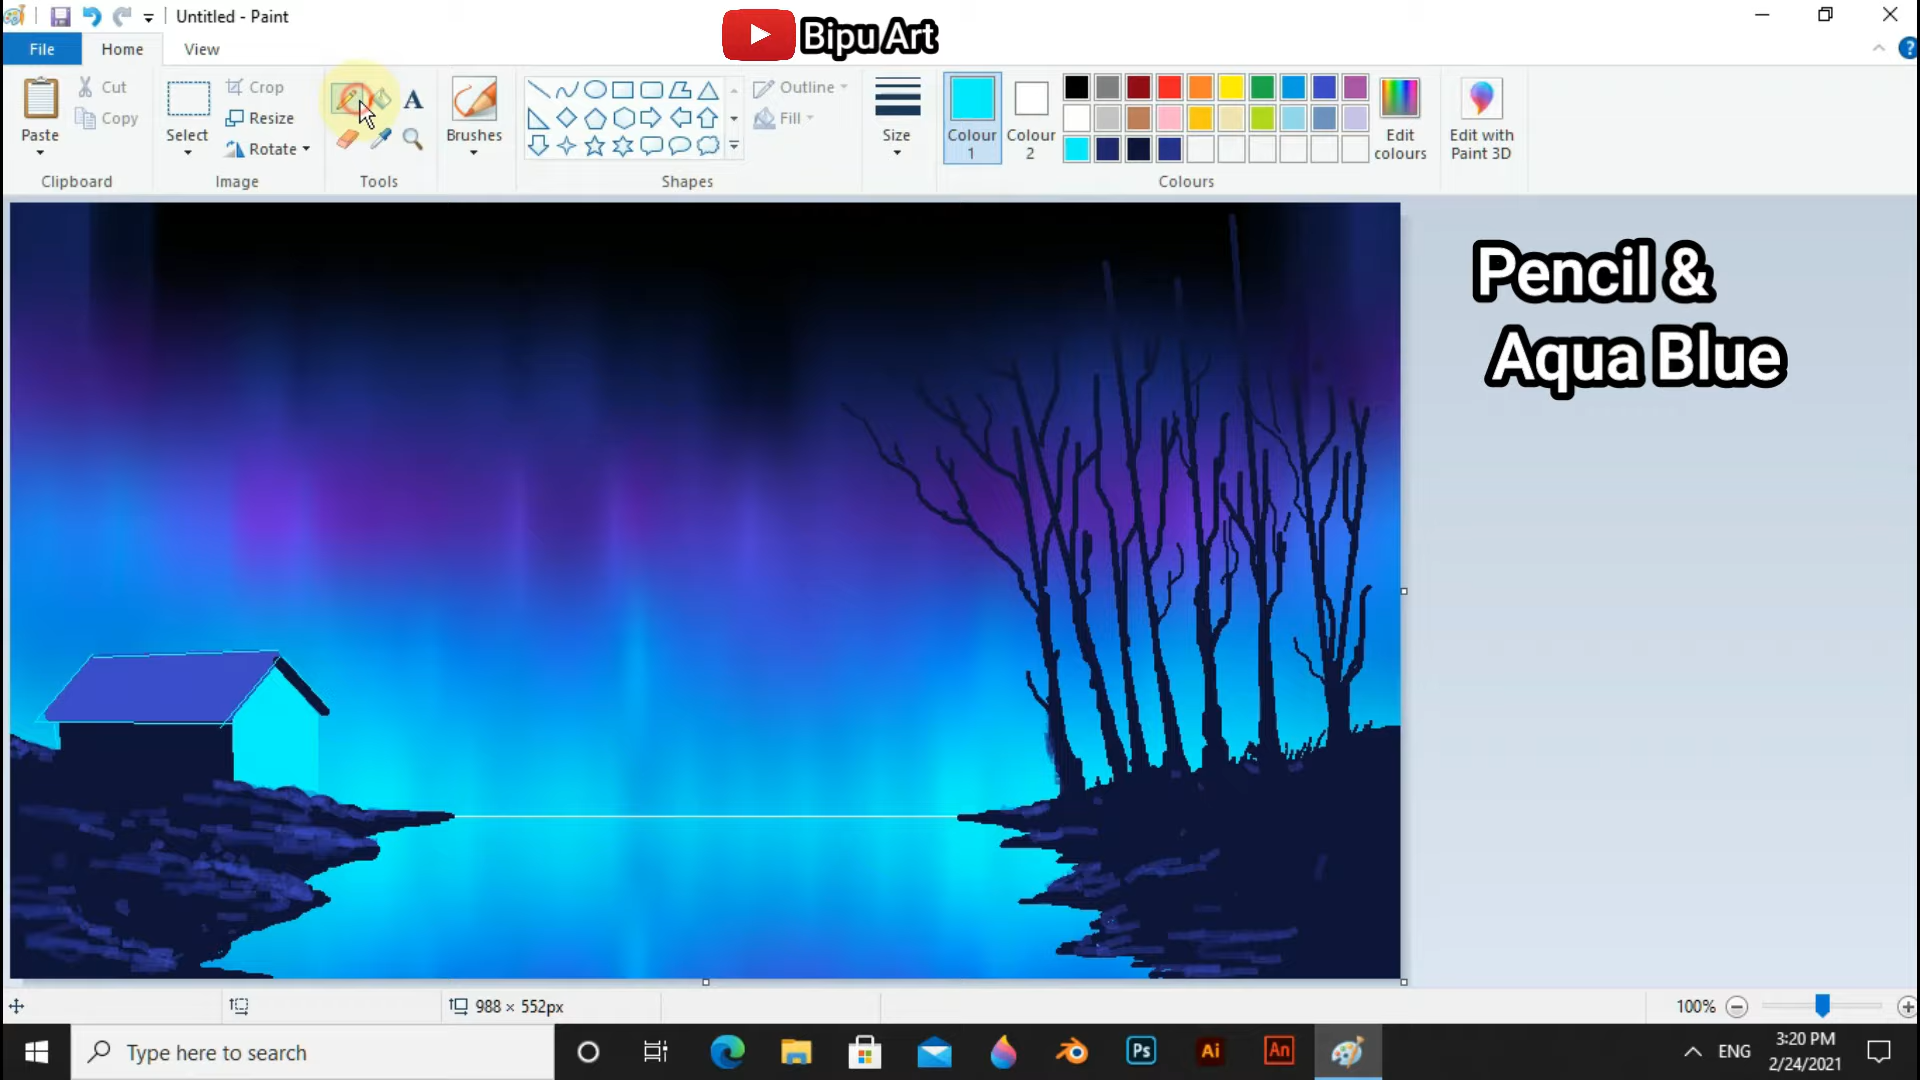 Untitled - Paint
Bipu Art
File
Home
View
?
Paste
Cut
Copy
Clipboard
Select
Crop
Resize
Rotate
Image
A
Tools
Brushes
Outline
Fill
Shapes
Size
Colour
1
Colour
2
Edit
colours
Colours
Edit with
Paint 3D
Pencil &
Aqua Blue
988 × 552px
100%
Type here to search
Ps
Ai
An
ENG
3:20 PM
2/24/2021